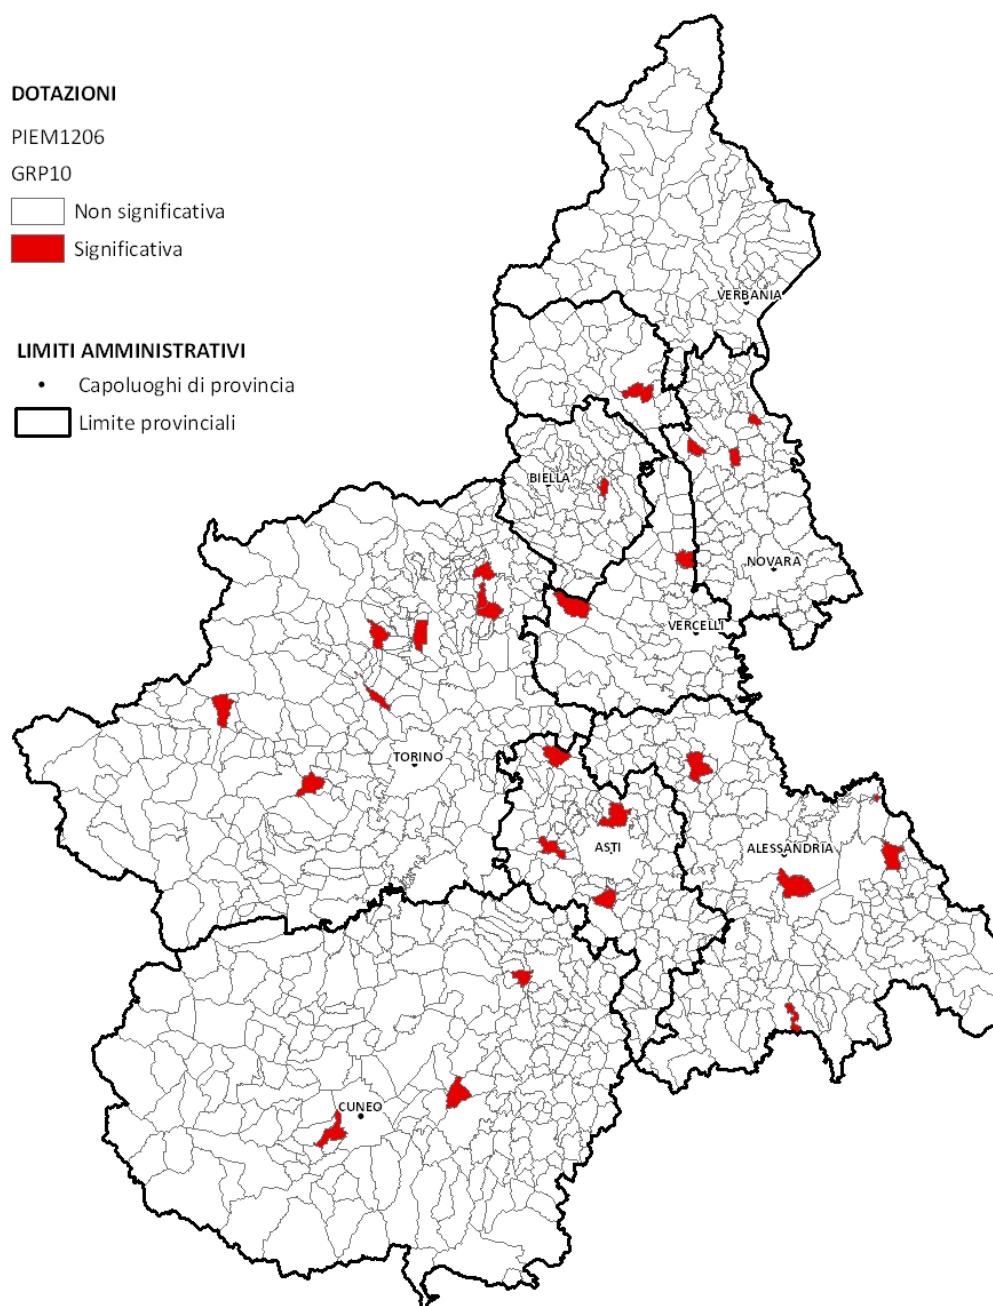 DOTAZIONI
PIEM1206
GRP10
Non significativa
Significativa
LIMITI AMMINISTRATIVI
Capoluoghi di provincia
Limite provinciali
VERBANIA
BIELLA
NOVARA
VERCELLI
TORINO
ASTI
ALESSANDRIA
CUNEO